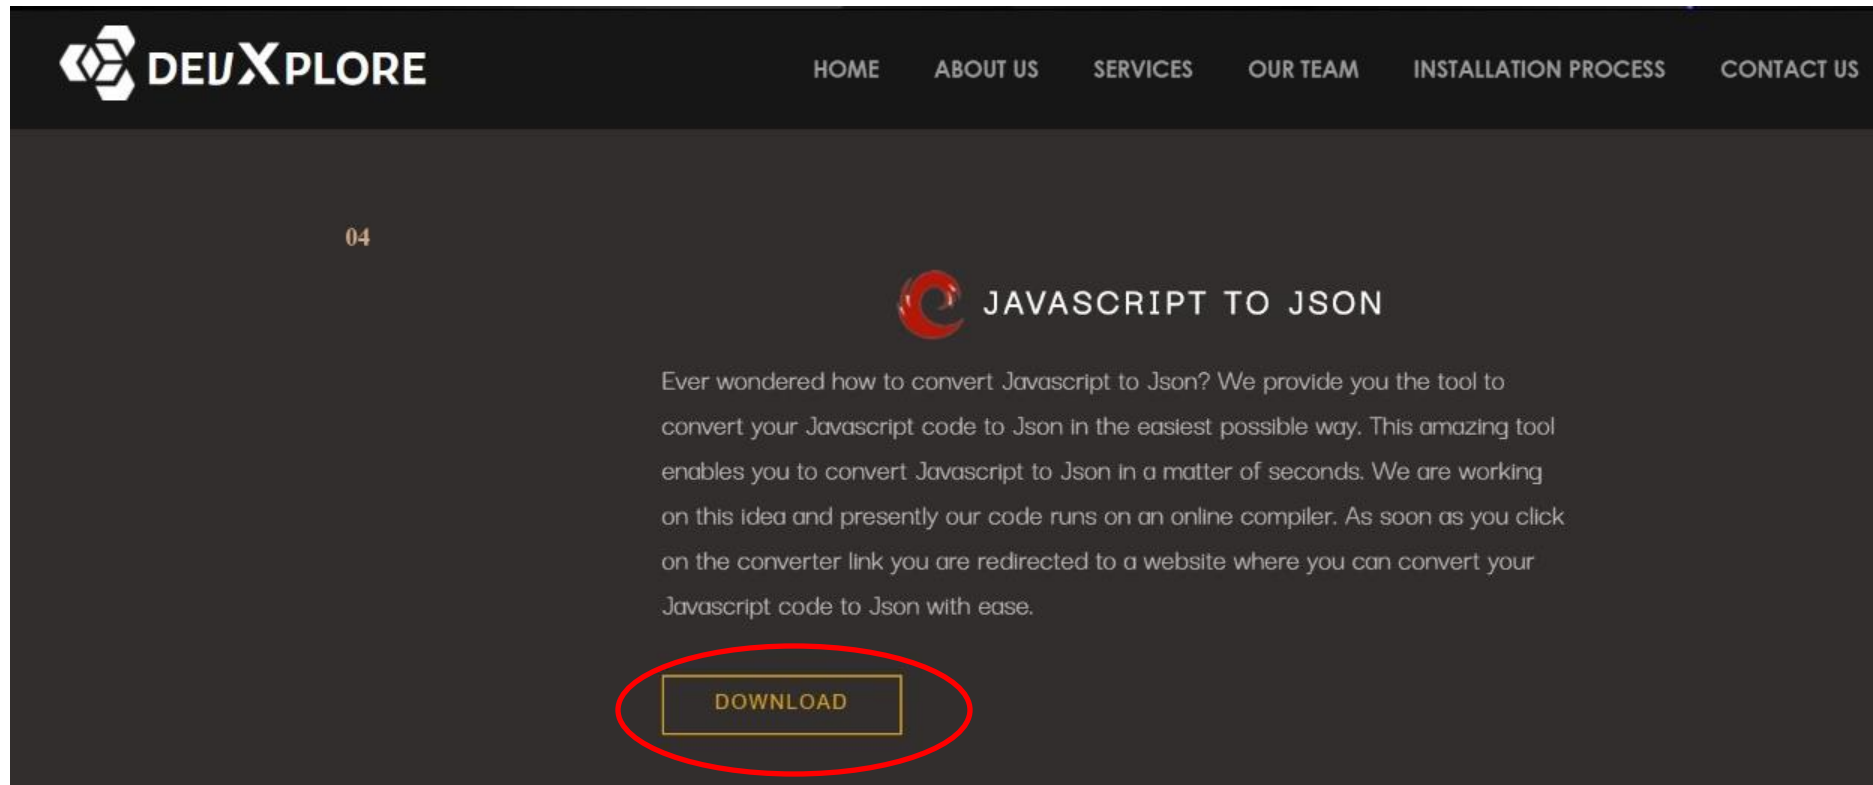 DEVXPLORE
HOME ABOUT US SERVICES OUR TEAM INSTALLATION PROCESS CONTACT US
04
JAVASCRIPT TO JSON
Ever wondered how to convert Javascript to Json? We provide you the tool to
convert your Javascript code to Json in the easiest possible way. This amazing tool
enables you to convert Javascript to Json in a matter of seconds. We are working
on this idea and presently our code runs on an online compiler. As soon as you click
on the converter link you are redirected to a website where you can convert your
Javascript code to Json with ease.
DOWNLOAD